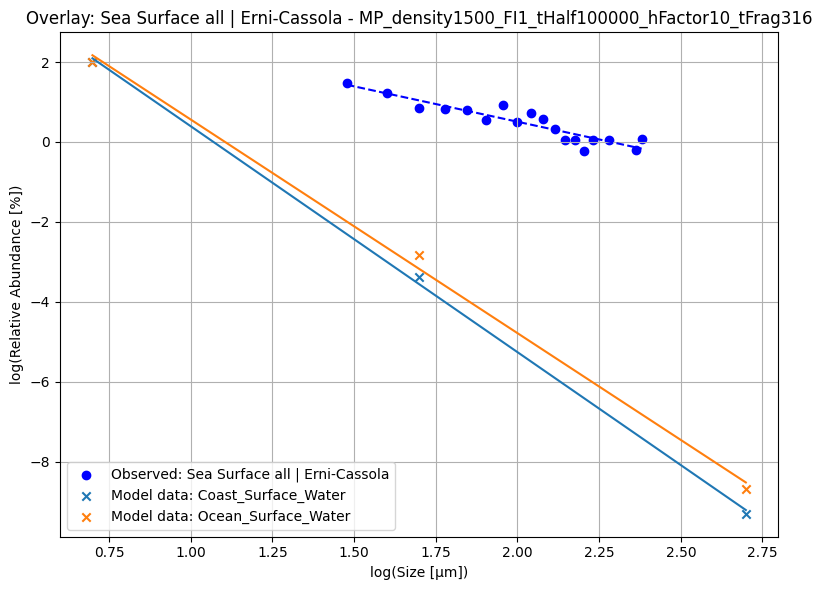 Overlay: Sea Surface all | Erni-Cassola - MP_density1500_FI1_tHalf100000_hFactor10_tFrag316
log(Relative Abundance [%])
2
0
−2
−4
−6
−8
Observed: Sea Surface all | Erni-Cassola
Model data: Coast_Surface_Water
Model data: Ocean_Surface_Water
0.75 1.00 1.25 1.50 1.75 2.00 2.25 2.50 2.75
log(Size [μm])